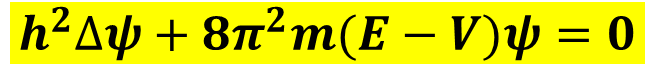 h²Δψ + 8π²m(E − V)ψ = 0